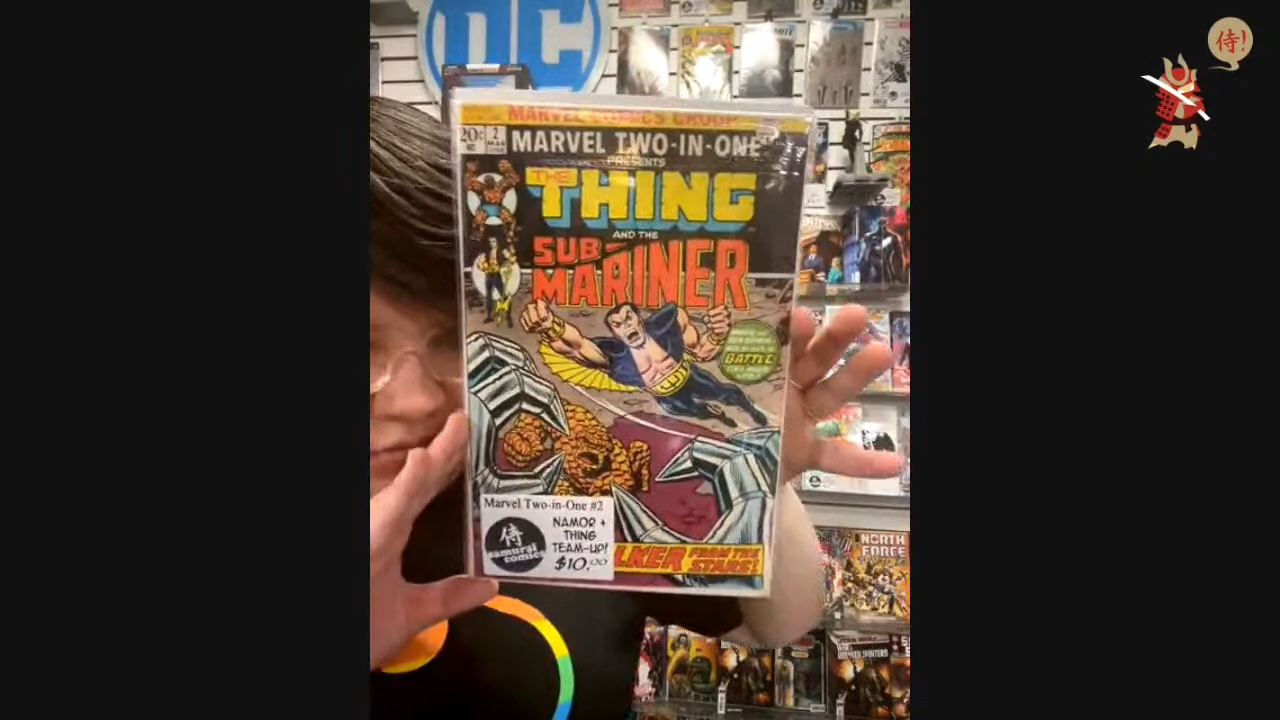 DC
侍!
MARVEL COMICS GROUP
20¢
2
MAR
MARVEL TWO-IN-ONE
PRESENTS
THE
THING
AND THE
SUB-
MARINER
BATTLE
Marvel Two-in-One #2
侍
samurai
comics
NAMOR +
THING
TEAM-UP!
$10.00
LKER FROM THE
STARS!
NORTH
FORCE
STAR WARS